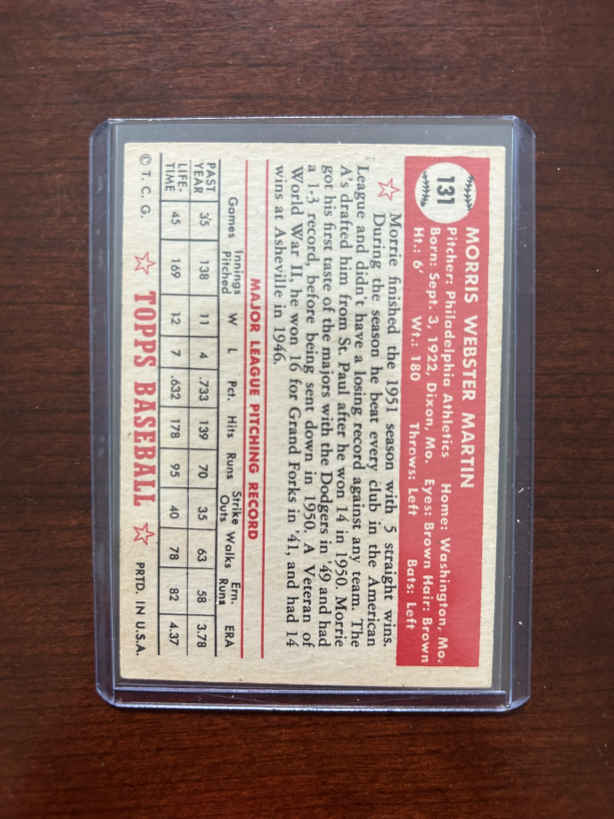 131
MORRIS WEBSTER MARTIN
Pitcher: Philadelphia Athletics Home: Washington, Mo.
Born: Sept. 3, 1922, Dixon, Mo. Eyes: Brown Hair: Brown
Ht.: 6' Wt.: 180 Throws: Left Bats: Left
Morrie finished the 1951 season with 5 straight wins.
During the season he beat every club in the American
League and didn't have a losing record against any team. The
A's drafted him from St. Paul after he won 14 in 1950. Morrie
got his first taste of the majors with the Dodgers in '49 and had
a 1-3 record, before being sent down in 1950. A Veteran of
World War II, he won 16 for Grand Forks in '41, and had 14
wins at Asheville in 1946.
MAJOR LEAGUE PITCHING RECORD
Games Innings Pitched W L Pct. Hits Runs Strike Outs Walks Ern. Runs ERA
PAST YEAR 35 138 11 4 .733 139 70 35 63 58 3.78
LIFE-TIME 45 169 12 7 .632 178 95 40 78 82 4.37
© T. C. G. TOPPS BASEBALL PRTD. IN U.S.A.